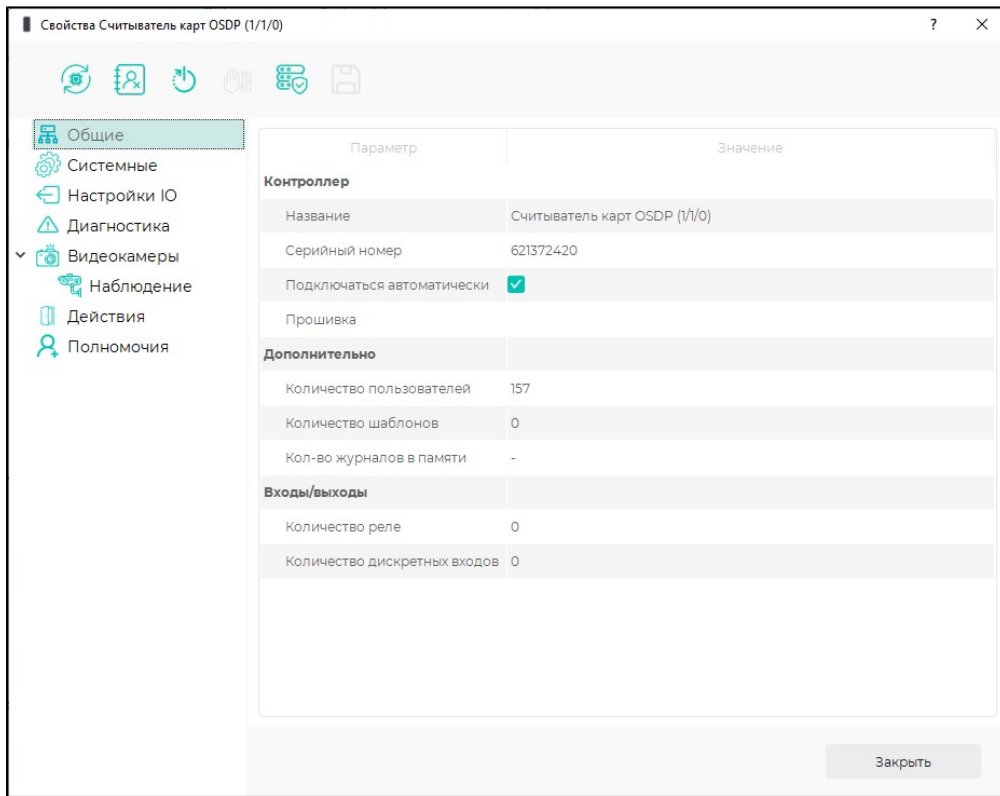 Свойства Считыватель карт OSDP (1/1/0)
?
Общие
Системные
Настройки IO
Диагностика
Видеокамеры
Наблюдение
Действия
Полномочия
Параметр Значение
Контроллер
Название Считыватель карт OSDP (1/1/0)
Серийный номер 621372420
Подключаться автоматически
Прошивка
Дополнительно
Количество пользователей 157
Количество шаблонов 0
Кол-во журналов в памяти -
Входы/выходы
Количество реле 0
Количество дискретных входов 0
Закрыть